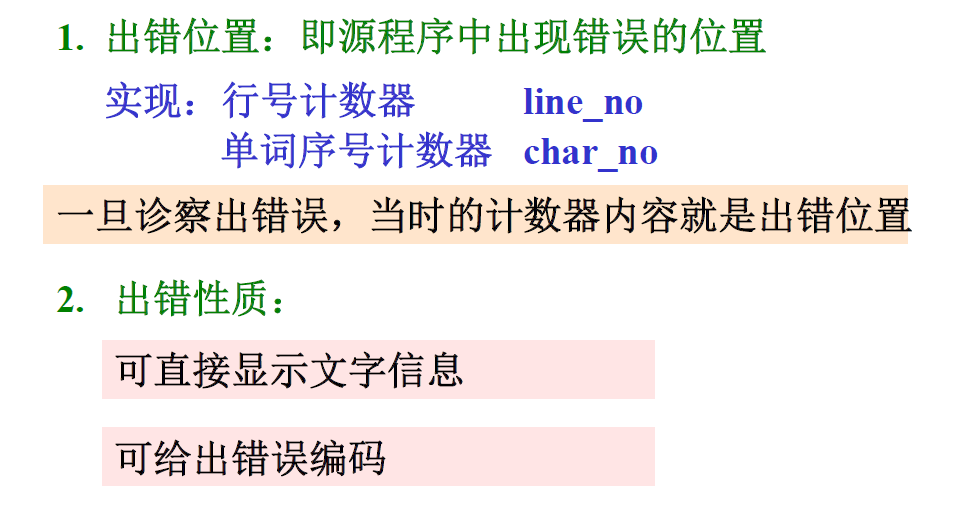 1. 出错位置：即源程序中出现错误的位置
实现：行号计数器 line_no
单词序号计数器 char_no
一旦诊察出错误，当时的计数器内容就是出错位置
2. 出错性质：
可直接显示文字信息
可给出错误编码